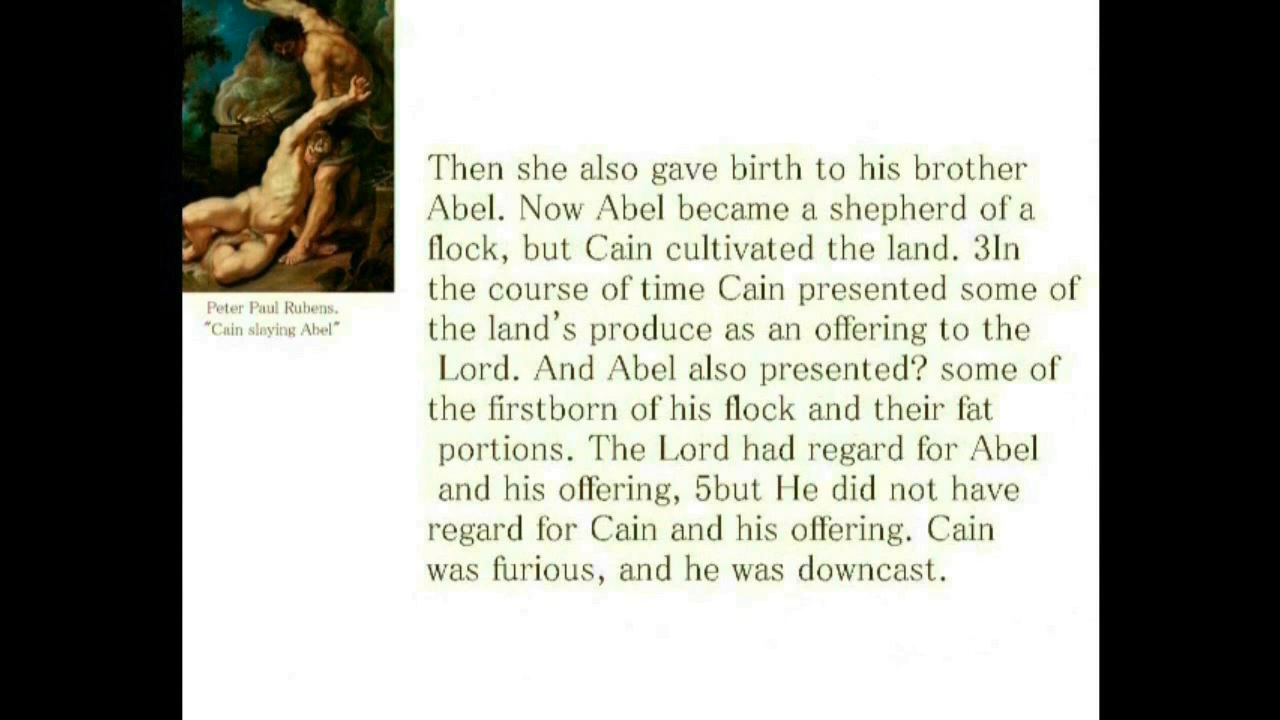 Peter Paul Rubens.
"Cain slaying Abel"
Then she also gave birth to his brother
Abel. Now Abel became a shepherd of a
flock, but Cain cultivated the land. 3In
the course of time Cain presented some of
the land's produce as an offering to the
Lord. And Abel also presented? some of
the firstborn of his flock and their fat
portions. The Lord had regard for Abel
and his offering, 5but He did not have
regard for Cain and his offering. Cain
was furious, and he was downcast.